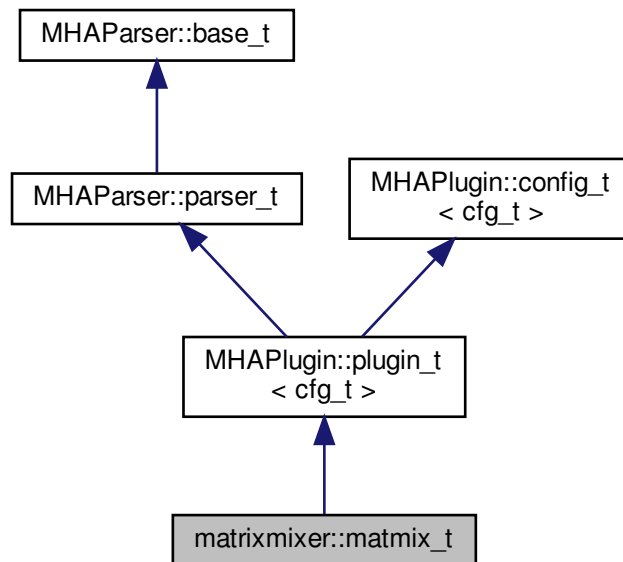 MHAParser::base_t
MHAParser::parser_t
MHAPlugin::config_t
< cfg_t >
MHAPlugin::plugin_t
< cfg_t >
matrixmixer::matmix_t